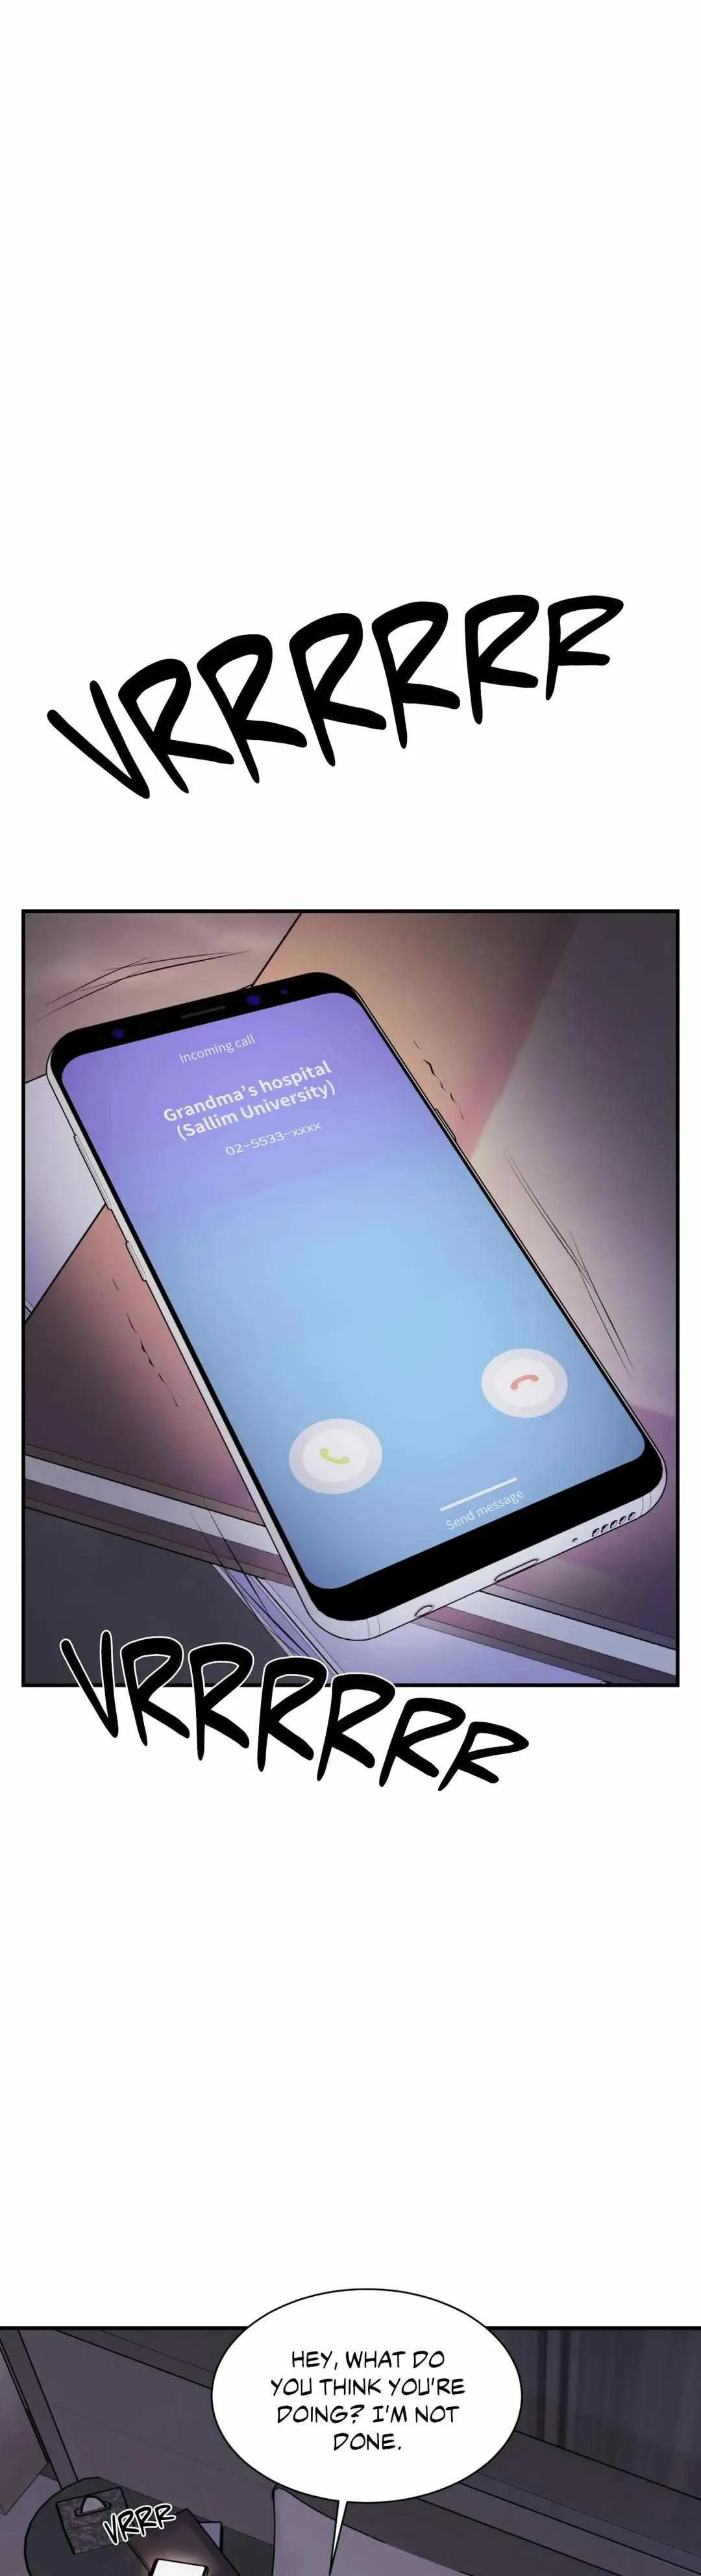 VRRRRRR
Incoming call
Grandma's hospital
(Sallim University)
02-5533-xxxx
Send message
VRRRRRR
HEY, WHAT DO
YOU THINK YOU'RE
DOING? I'M NOT
DONE.
VRRR